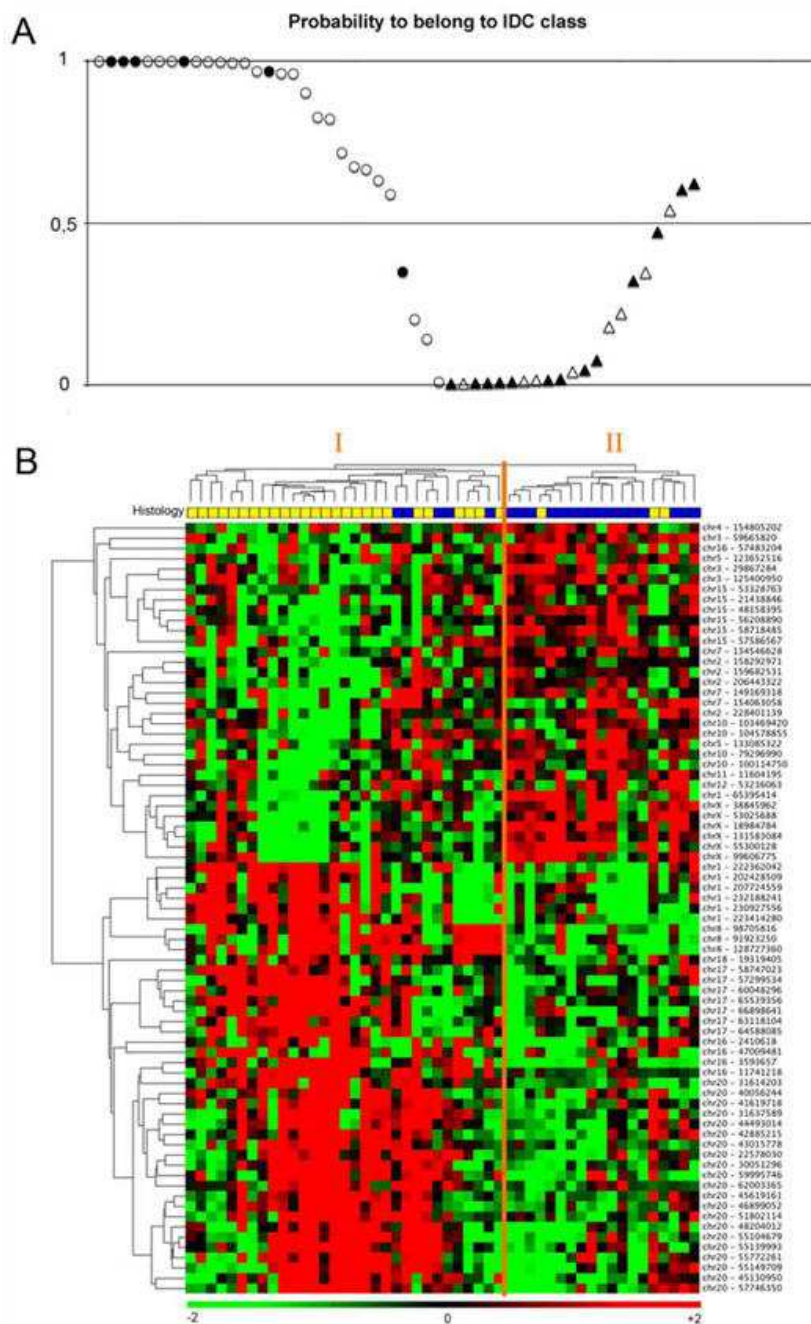 A
Probability to belong to IDC class
1
0,5
0
B
I
II
Histology
chr4 - 154805202
chr3 - 59665820
chr16 - 57483204
chr5 - 123652516
chr3 - 29867284
chr3 - 125400950
chr15 - 53328763
chr15 - 21438846
chr15 - 48158395
chr15 - 56208890
chr15 - 58718485
chr15 - 57586567
chr7 - 134546628
chr2 - 158292971
chr2 - 159682531
chr2 - 206443322
chr7 - 149169318
chr7 - 154063058
chr2 - 228401139
chr10 - 101469420
chr10 - 104578855
chr5 - 133085322
chr10 - 79296990
chr10 - 100114750
chr11 - 11604195
chr12 - 53236063
chr1 - 65395414
chrX - 38845962
chrX - 53025688
chrX - 18984784
chrX - 131583084
chrX - 55300128
chrX - 99606775
chr1 - 222362042
chr1 - 202428509
chr1 - 207724559
chr1 - 232188241
chr1 - 230927556
chr1 - 223414280
chr8 - 98705816
chr8 - 91923250
chr8 - 128727360
chr18 - 19319405
chr17 - 58747023
chr17 - 57299534
chr17 - 60048296
chr17 - 65539356
chr17 - 66898641
chr17 - 63118104
chr17 - 64588085
chr16 - 2410618
chr16 - 47069481
chr16 - 3593657
chr16 - 11741218
chr20 - 31614203
chr20 - 40056244
chr20 - 41619718
chr20 - 31637589
chr20 - 44493014
chr20 - 42885215
chr20 - 43015778
chr20 - 22578050
chr20 - 30051296
chr20 - 59995746
chr20 - 62003365
chr20 - 45619161
chr20 - 46899052
chr20 - 51802114
chr20 - 48204012
chr20 - 55104679
chr20 - 55139993
chr20 - 55772261
chr20 - 55149709
chr20 - 45130950
chr20 - 57746350
-2
0
+2